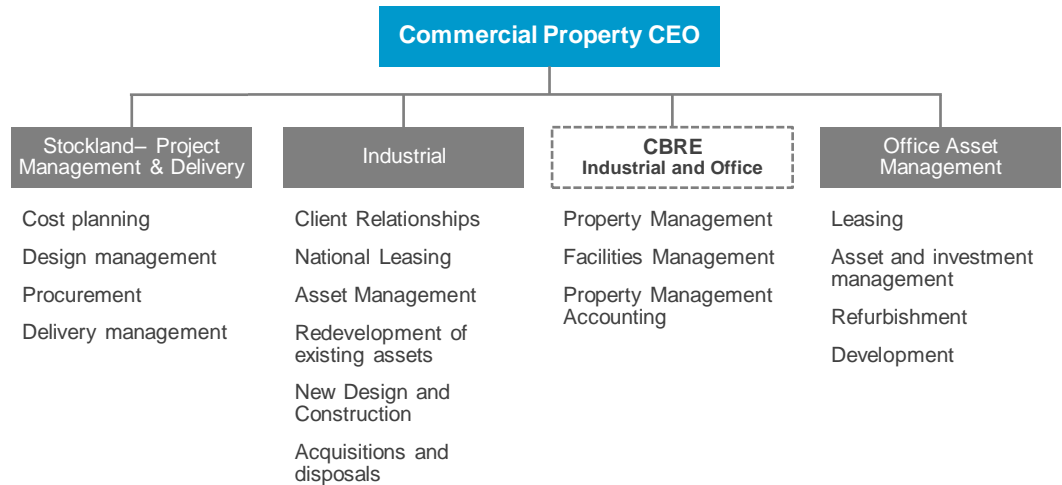 Commercial Property CEO
Stockland– Project
Management & Delivery
Cost planning
Design management
Procurement
Delivery management
Industrial
Client Relationships
National Leasing
Asset Management
Redevelopment of
existing assets
New Design and
Construction
Acquisitions and
disposals
CBRE
Industrial and Office
Property Management
Facilities Management
Property Management
Accounting
Office Asset
Management
Leasing
Asset and investment
management
Refurbishment
Development